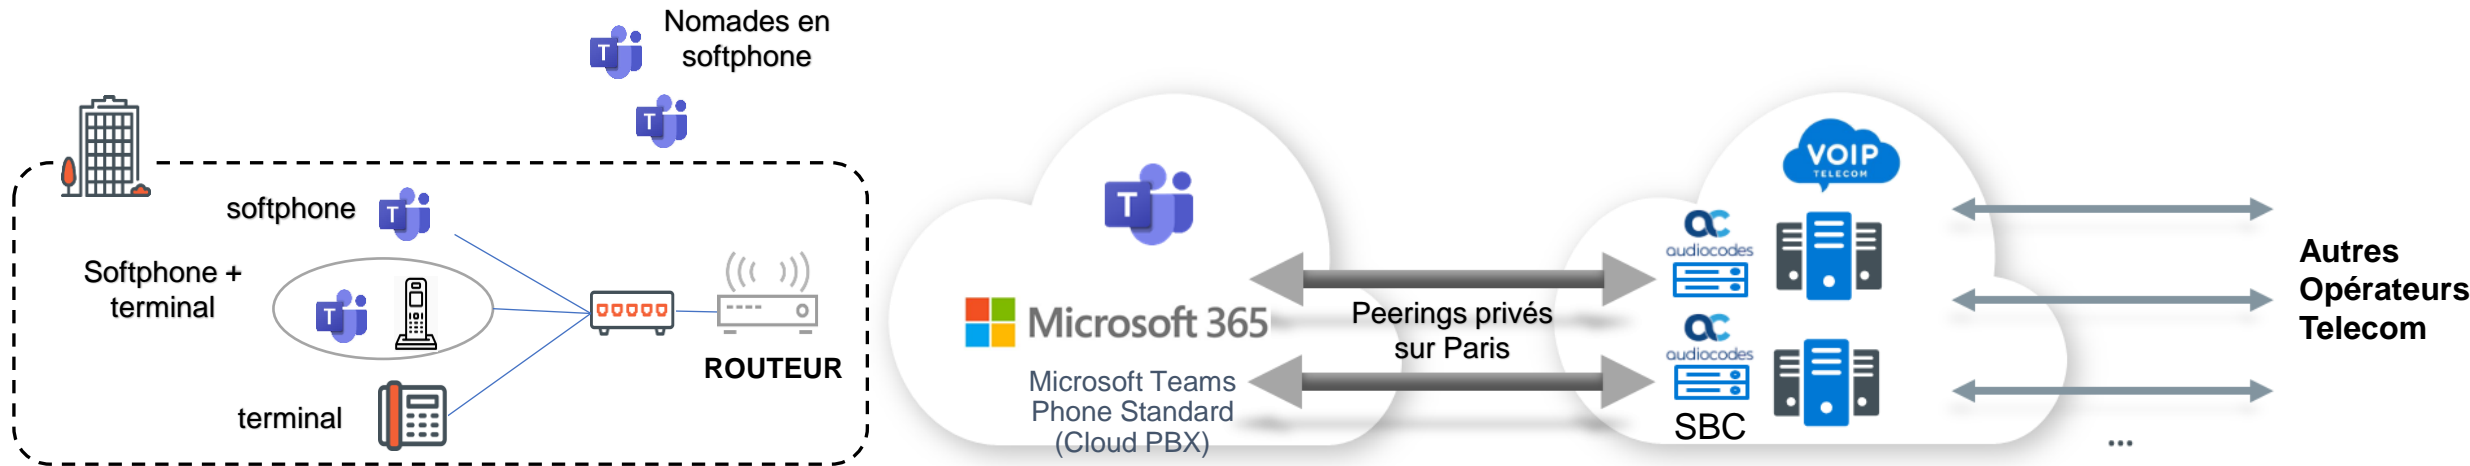 Nomades en
softphone
softphone
Softphone +
terminal
terminal
ROUTEUR
Microsoft 365
Microsoft Teams
Phone Standard
(Cloud PBX)
Peerings privés
sur Paris
VOIP
TELECOM
audiocodes
audiocodes
SBC
Autres
Opérateurs
Telecom
...